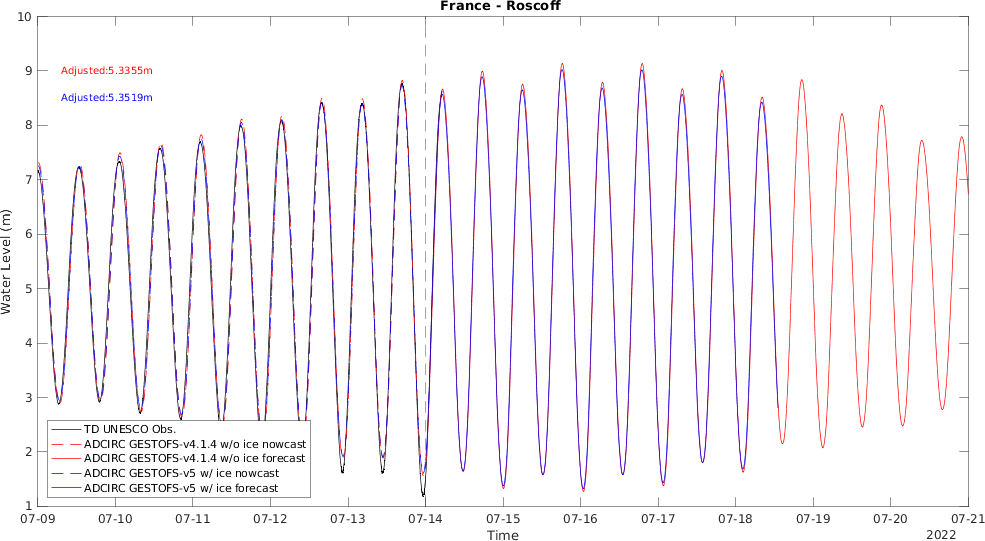 France - Roscoff
10
9
8
7
6
5
4
3
2
1
Water Level (m)
Adjusted:5.3355m
Adjusted:5.3519m
TD UNESCO Obs.
ADCIRC GESTOFS-v4.1.4 w/o ice nowcast
ADCIRC GESTOFS-v4.1.4 w/o ice forecast
ADCIRC GESTOFS-v5 w/ ice nowcast
ADCIRC GESTOFS-v5 w/ ice forecast
07-09 07-10 07-11 07-12 07-13 07-14 07-15 07-16 07-17 07-18 07-19 07-20 07-21
Time
2022